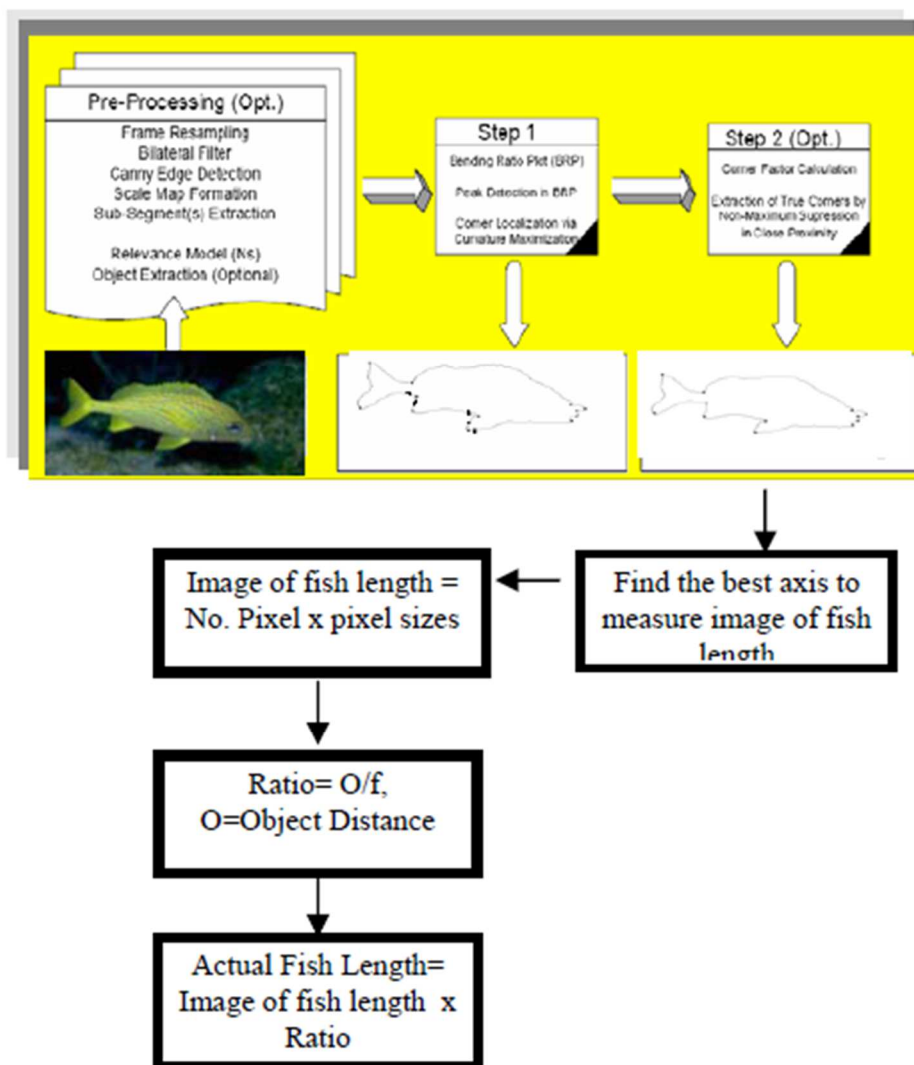 Pre-Processing (Opt.)
Frame Resampling
Bilateral Filter
Canny Edge Detection
Scale Map Formation
Sub-Segment(s) Extraction
Relevance Model (Ns)
Object Extraction (Optional)
Step 1
Bending Ratio Plot (BRP)
Peak Detection in BRP
Corner Localization via
Curvature Maximization
Step 2 (Opt.)
Corner Factor Calculation
Extraction of True Corners by
Non-Maximum Supression
in Close Proximity
Find the best axis to
measure image of fish
length
Image of fish length =
No. Pixel x pixel sizes
Ratio= O/f,
O=Object Distance
Actual Fish Length=
Image of fish length x
Ratio